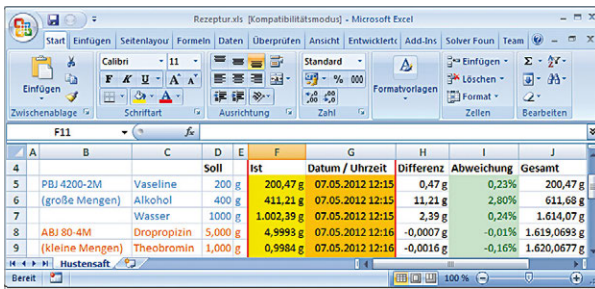 Rezeptur.xls [Kompatibilitätsmodus] - Microsoft Excel
Start Einfügen Seitenlayou Formeln Daten Überprüfen Ansicht Entwicklertc Add-Ins Solver Foun Team
Calibri 11 Standard Einfügen Σ
Einfügen F K U A A % 000 Formatvorlagen Löschen
Format
Zwischenablage Schriftart Ausrichtung Zahl Zellen Bearbeiten
F11 fx
A B C D E F G H I J
4 Soll Ist Datum / Uhrzeit Differenz Abweichung Gesamt
5 PBJ 4200-2M Vaseline 200 g 200,47 g 07.05.2012 12:15 0,47 g 0,23% 200,47 g
6 (große Mengen) Alkohol 400 g 411,21 g 07.05.2012 12:15 11,21 g 2,80% 611,68 g
7 Wasser 1000 g 1.002,39 g 07.05.2012 12:15 2,39 g 0,24% 1.614,07 g
8 ABJ 80-4M Dropropizin 5,000 g 4,9993 g 07.05.2012 12:16 -0,0007 g -0,01% 1.619,0693 g
9 (kleine Mengen) Theobromin 1,000 g 0,9984 g 07.05.2012 12:16 -0,0016 g -0,16% 1.620,0677 g
Hustensaft
Bereit 100 %